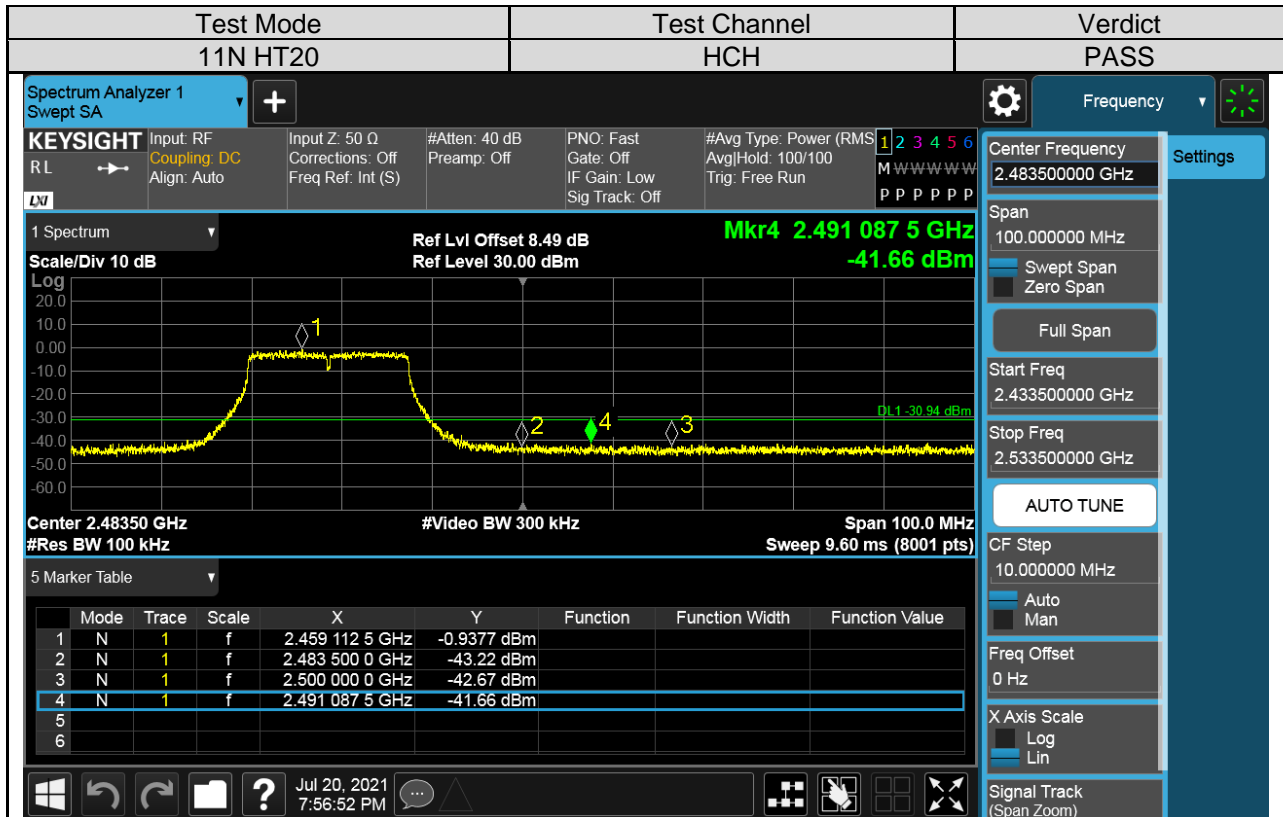 Test Mode Test Channel Verdict
11N HT20 HCH PASS
Spectrum Analyzer 1
Swept SA
+
Frequency
KEYSIGHT
RL
LXI
Input: RF
Coupling: DC
Align: Auto
Input Z: 50 Ω
Corrections: Off
Freq Ref: Int (S)
#Atten: 40 dB
Preamp: Off
PNO: Fast
Gate: Off
IF Gain: Low
Sig Track: Off
#Avg Type: Power (RMS
Avg|Hold: 100/100
Trig: Free Run
1 2 3 4 5 6
M W W W W W
P P P P P P
1 Spectrum
Scale/Div 10 dB
Ref Lvl Offset 8.49 dB
Ref Level 30.00 dBm
Mkr4 2.491 087 5 GHz
-41.66 dBm
Log
20.0
10.0
0.00
-10.0
-20.0
-30.0
-40.0
-50.0
-60.0
1
2
4
3
DL1 -30.94 dBm
Center 2.48350 GHz
#Res BW 100 kHz
#Video BW 300 kHz
Span 100.0 MHz
Sweep 9.60 ms (8001 pts)
5 Marker Table
Mode Trace Scale X Y Function Function Width Function Value
1 N 1 f 2.459 112 5 GHz -0.9377 dBm
2 N 1 f 2.483 500 0 GHz -43.22 dBm
3 N 1 f 2.500 000 0 GHz -42.67 dBm
4 N 1 f 2.491 087 5 GHz -41.66 dBm
5
6
?
Jul 20, 2021
7:56:52 PM
Center Frequency
2.483500000 GHz
Settings
Span
100.000000 MHz
Swept Span
Zero Span
Full Span
Start Freq
2.433500000 GHz
Stop Freq
2.533500000 GHz
AUTO TUNE
CF Step
10.000000 MHz
Auto
Man
Freq Offset
0 Hz
X Axis Scale
Log
Lin
Signal Track
(Span Zoom)